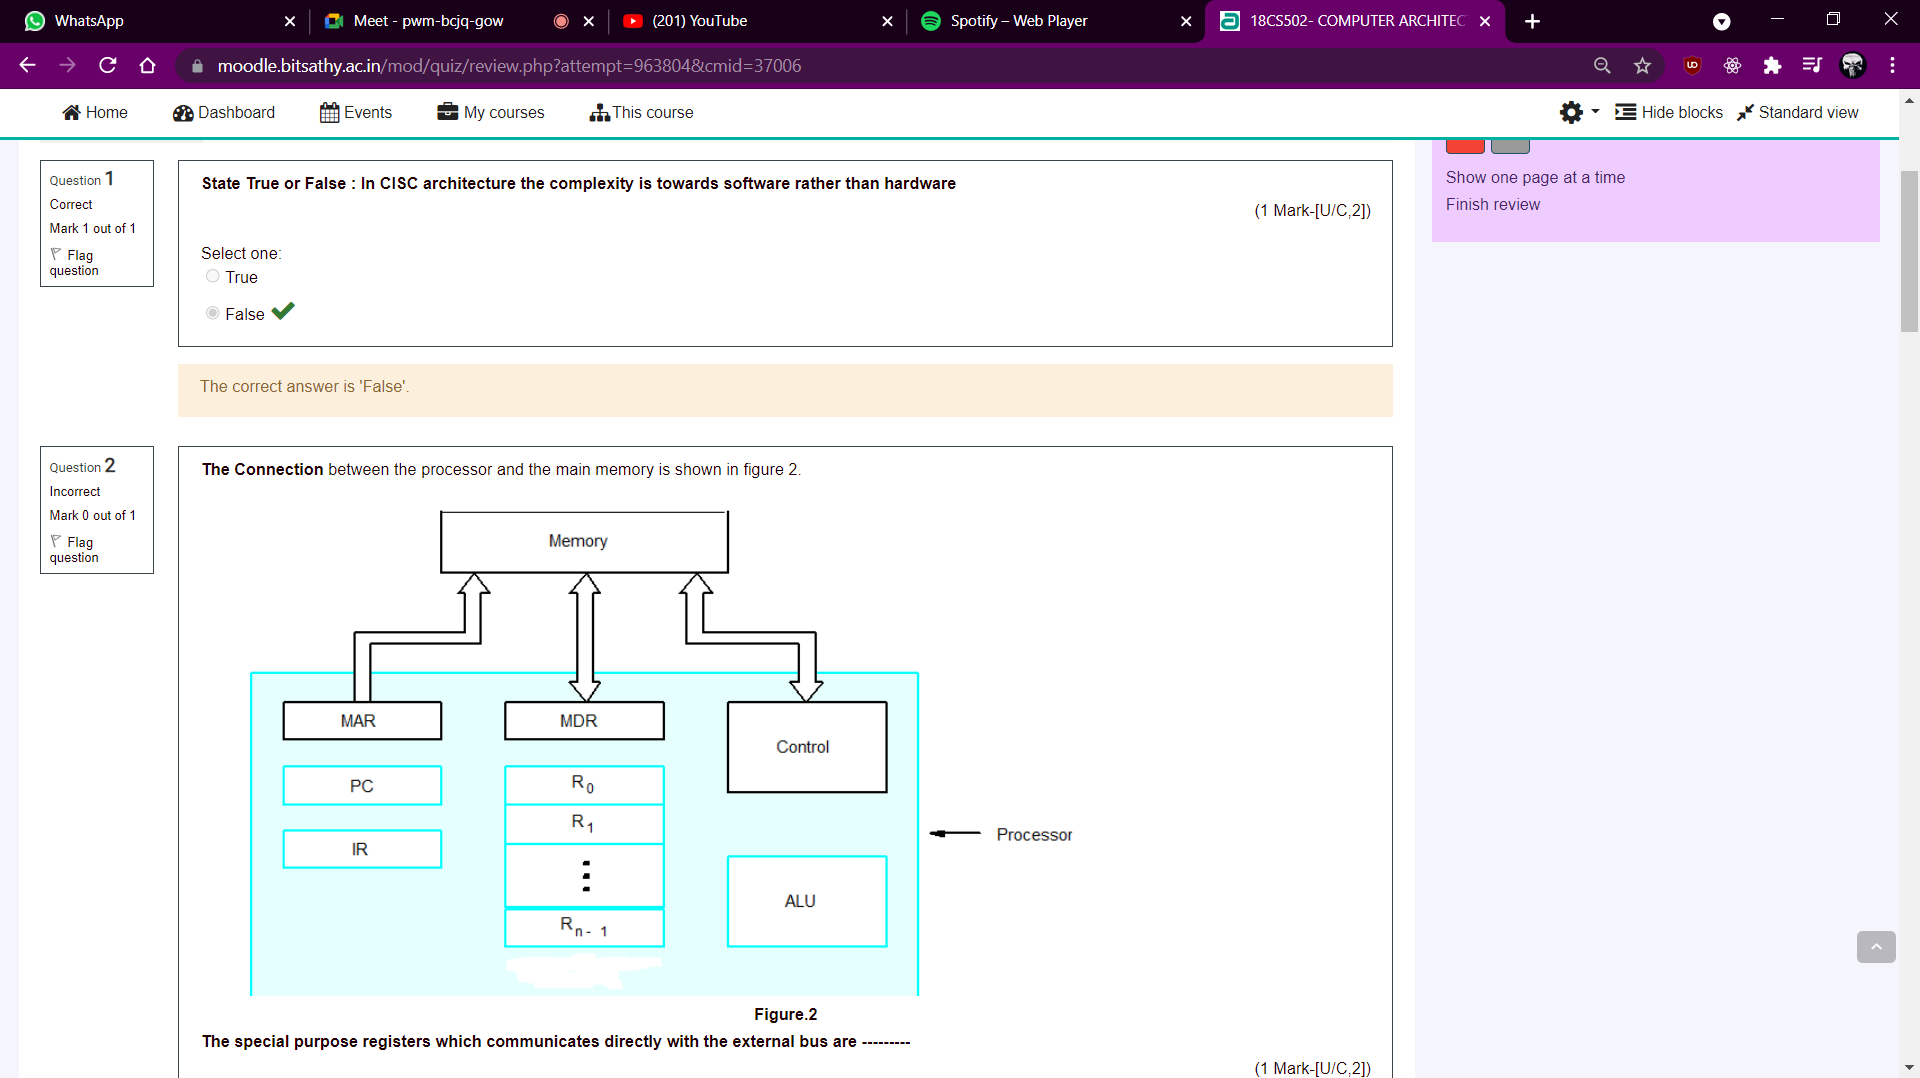 WhatsApp
Meet - pwm-bcjq-gow
(201) YouTube
Spotify – Web Player
18CS502- COMPUTER ARCHITEC
moodle.bitsathy.ac.in/mod/quiz/review.php?attempt=963804&cmid=37006
Home
Dashboard
Events
My courses
This course
Hide blocks
Standard view
Question 1
Correct
Mark 1 out of 1
Flag
question
State True or False : In CISC architecture the complexity is towards software rather than hardware
(1 Mark-[U/C,2])
Select one:
True
False
The correct answer is 'False'.
Show one page at a time
Finish review
Question 2
Incorrect
Mark 0 out of 1
Flag
question
The Connection between the processor and the main memory is shown in figure 2.
Memory
MAR
MDR
Control
PC
R0
R1
IR
Processor
ALU
Rn- 1
Figure.2
The special purpose registers which communicates directly with the external bus are ---------
(1 Mark-[U/C,2])